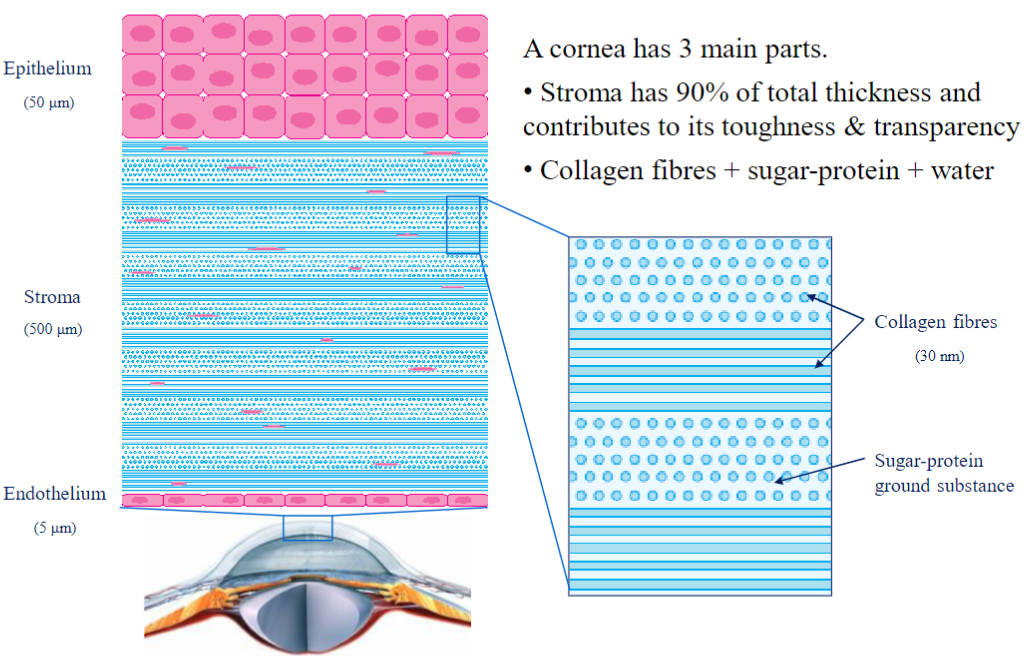 A cornea has 3 main parts.
• Stroma has 90% of total thickness and
contributes to its toughness & transparency
• Collagen fibres + sugar-protein + water
Epithelium
(50 μm)
Stroma
(500 μm)
Endothelium
(5 μm)
Collagen fibres
(30 nm)
Sugar-protein
ground substance